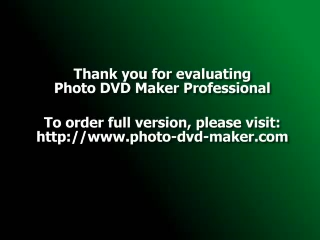 Thank you for evaluating
Photo DVD Maker Professional
To order full version, please visit:
http://www.photo-dvd-maker.com